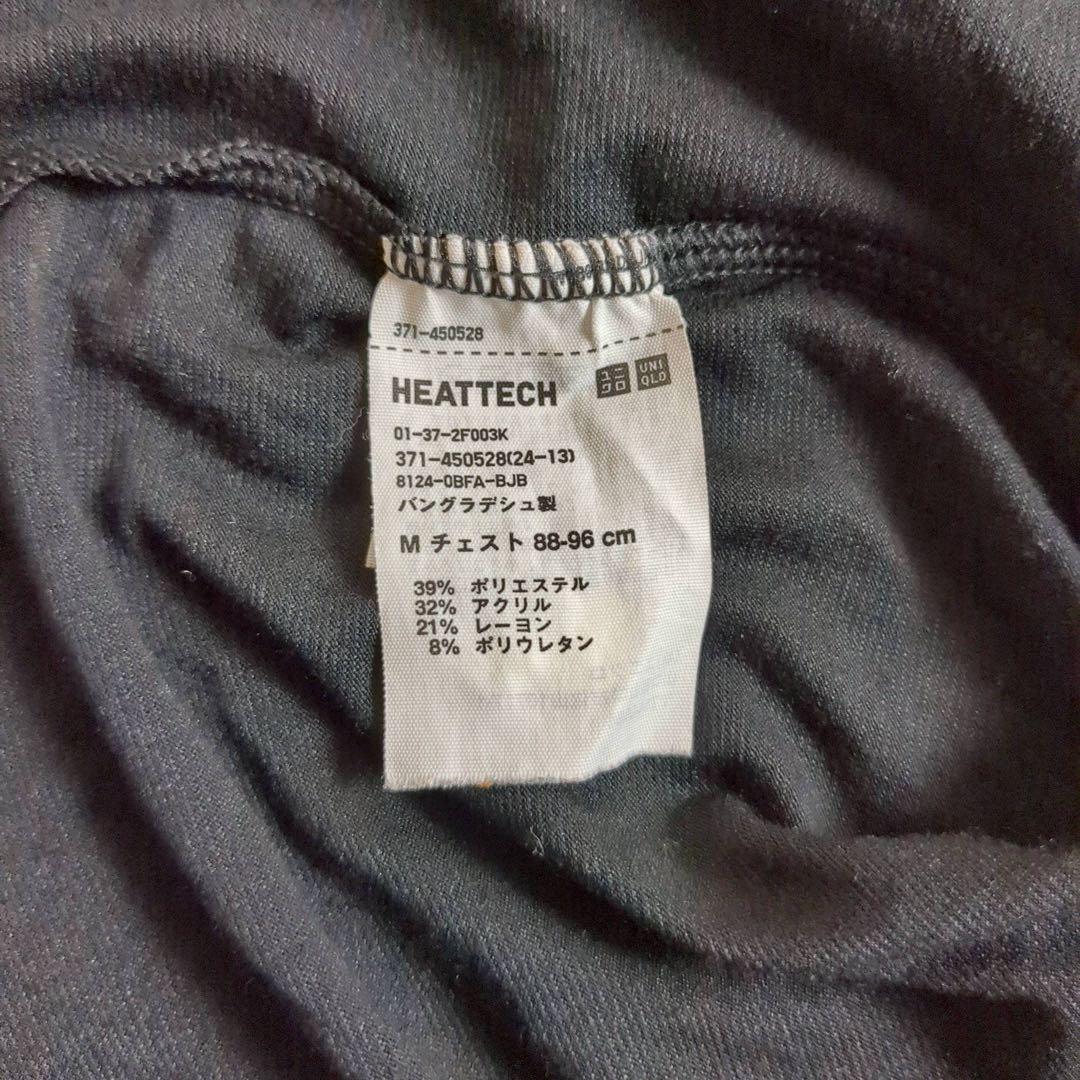 371-450528
HEATTECH
ユニクロ
UNIQLO
01-37-2F003K
371-450528(24-13)
8124-0BFA-BJB
バングラデシュ製
M チェスト 88-96 cm
39% ポリエステル
32% アクリル
21% レーヨン
8% ポリウレタン